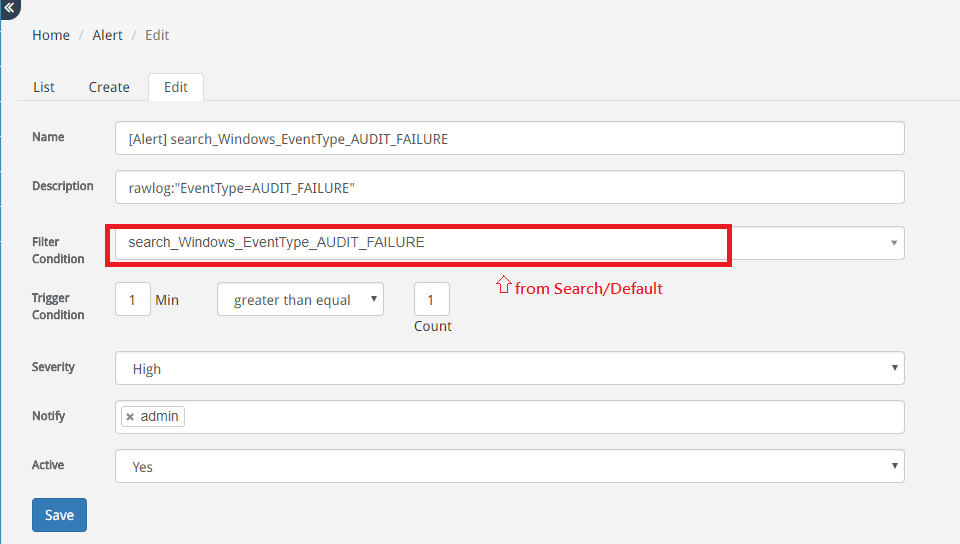 Home / Alert / Edit
List Create Edit
Name [Alert] search_Windows_EventType_AUDIT_FAILURE
Description rawlog:"EventType=AUDIT_FAILURE"
Filter
Condition
search_Windows_EventType_AUDIT_FAILURE
from Search/Default
Trigger
Condition
1 Min greater than equal 1
Count
Severity High
Notify × admin
Active Yes
Save